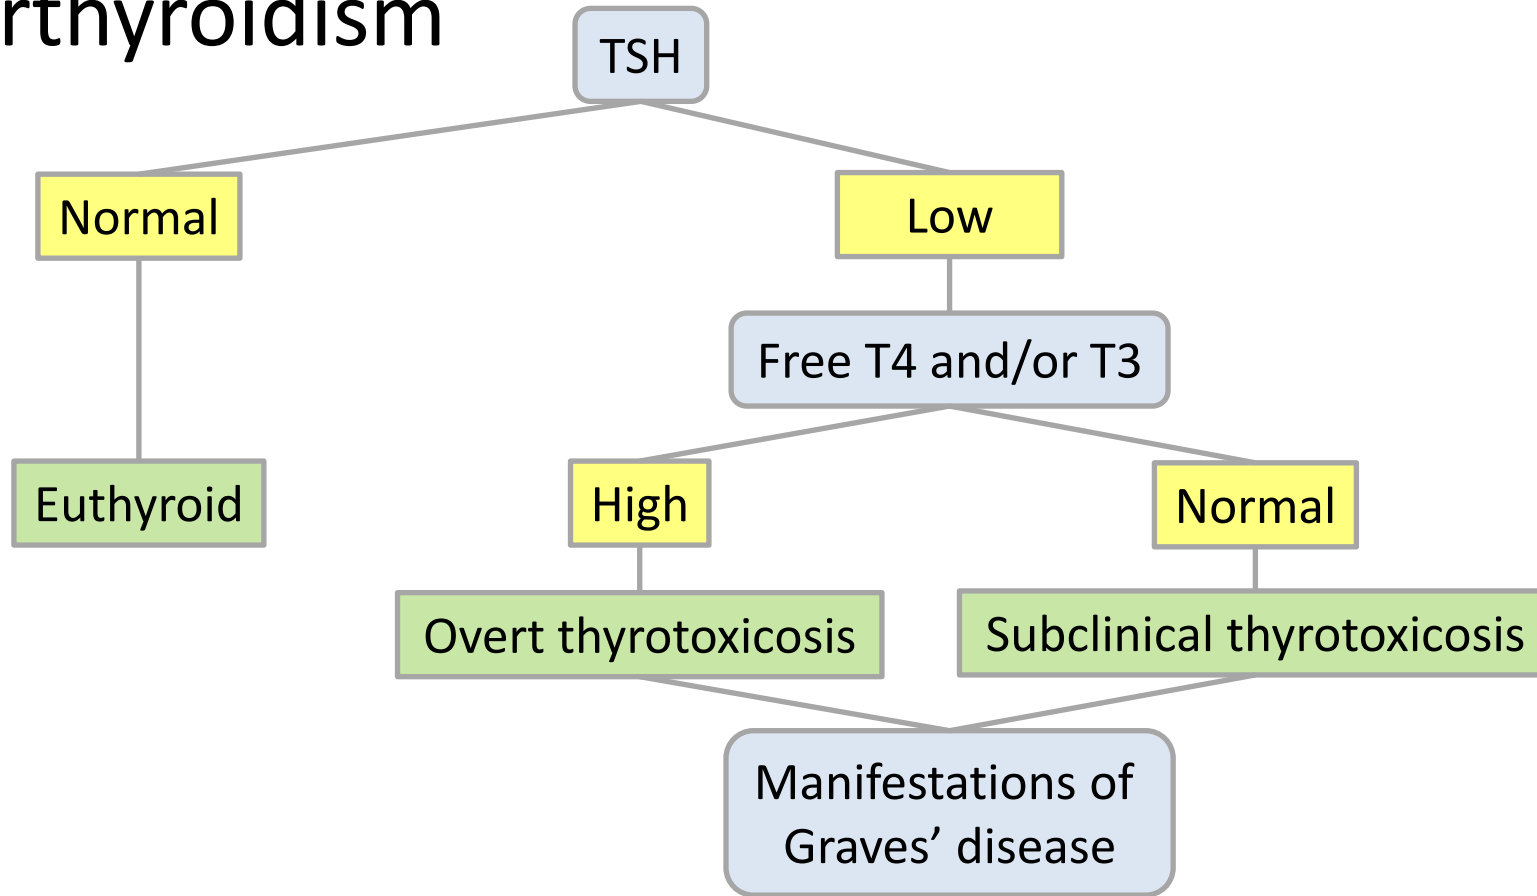 rthyroidism
TSH
Normal
Low
Free T4 and/or T3
Euthyroid
High
Normal
Overt thyrotoxicosis
Subclinical thyrotoxicosis
Manifestations of
Graves’ disease